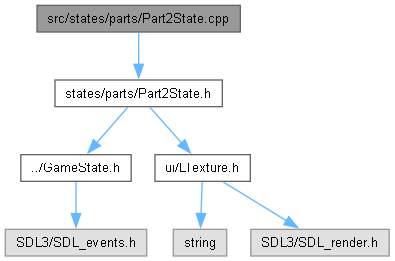 src/states/parts/Part2State.cpp
states/parts/Part2State.h
../GameState.h
ui/LTexture.h
SDL3/SDL_events.h
string
SDL3/SDL_render.h